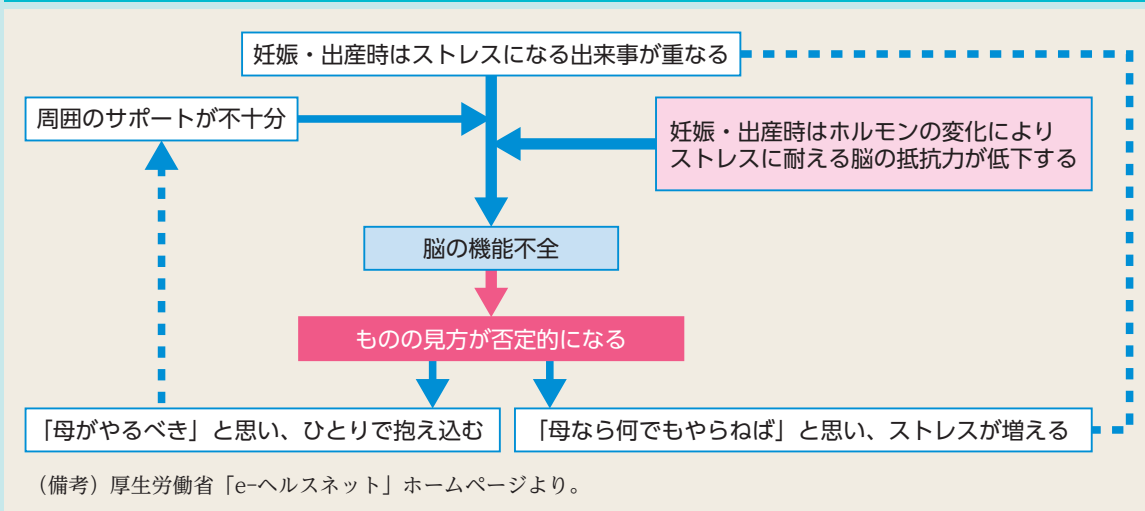 妊娠・出産時はストレスになる出来事が重なる
周囲のサポートが不十分
妊娠・出産時はホルモンの変化により
ストレスに耐える脳の抵抗力が低下する
脳の機能不全
ものの見方が否定的になる
「母がやるべき」と思い、ひとりで抱え込む
「母なら何でもやらねば」と思い、ストレスが増える
（備考）厚生労働省「e-ヘルスネット」ホームページより。